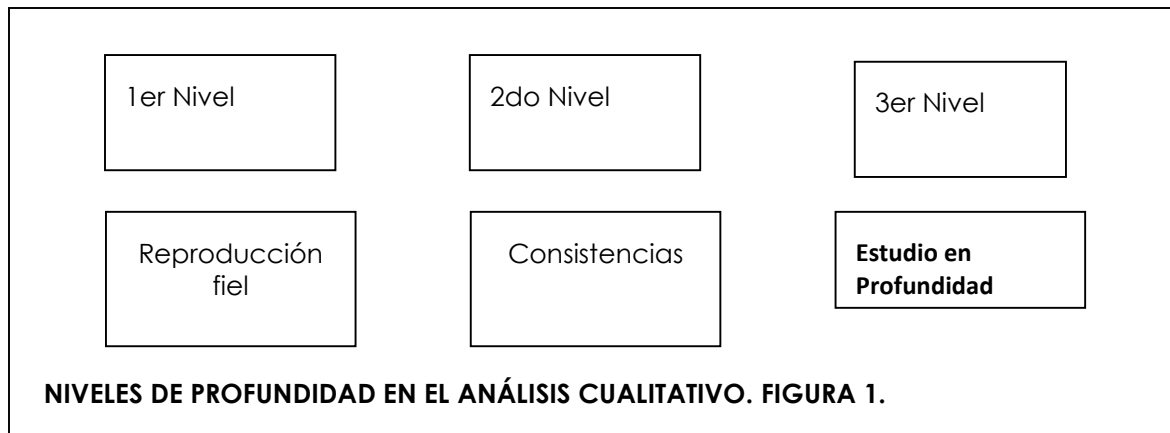 1er Nivel
2do Nivel
3er Nivel
Reproducción
fiel
Consistencias
Estudio en
Profundidad
NIVELES DE PROFUNDIDAD EN EL ANÁLISIS CUALITATIVO. FIGURA 1.